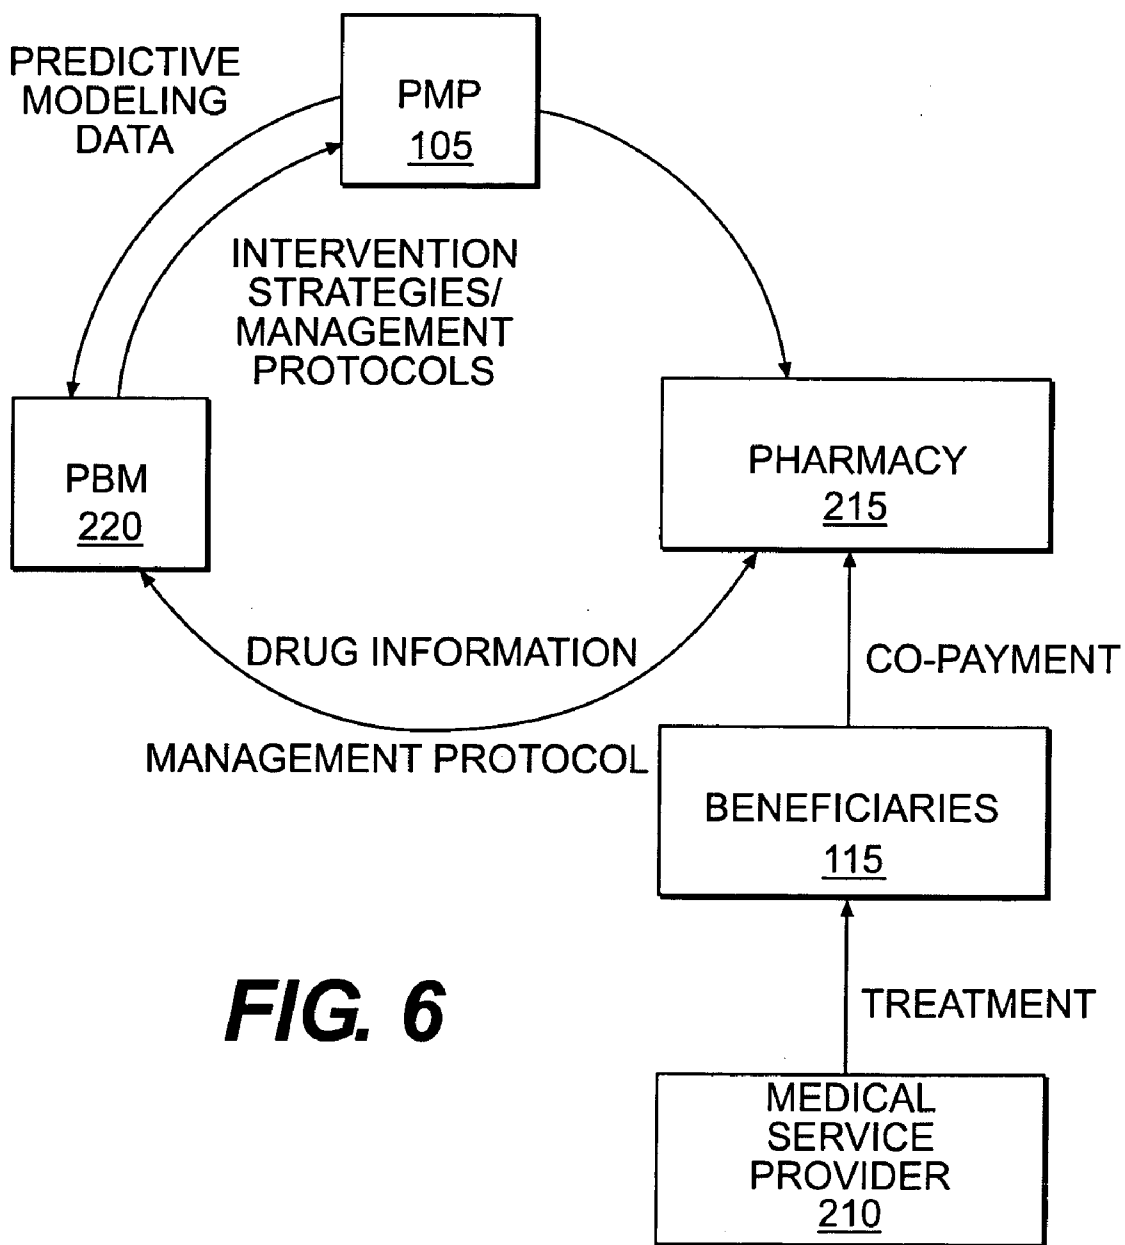 PREDICTIVE
MODELING
DATA
PMP
105
INTERVENTION
STRATEGIES/
MANAGEMENT
PROTOCOLS
PBM
220
PHARMACY
215
DRUG INFORMATION
MANAGEMENT PROTOCOL
CO-PAYMENT
BENEFICIARIES
115
TREATMENT
MEDICAL
SERVICE
PROVIDER
210
FIG. 6